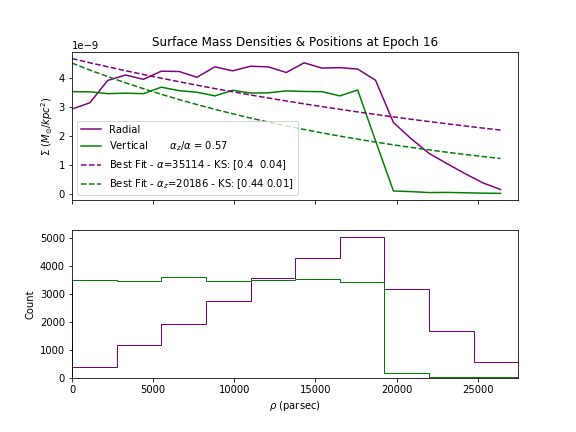 Surface Mass Densities & Positions at Epoch 16
1e−9
4
3
2
1
0
Σ (M⊙/kpc²)
Radial
Vertical αz/α = 0.57
Best Fit - α=35114 - KS: [0.4 0.04]
Best Fit - αz=20186 - KS: [0.44 0.01]
5000
4000
3000
2000
1000
0
Count
0 5000 10000 15000 20000 25000
ρ (parsec)